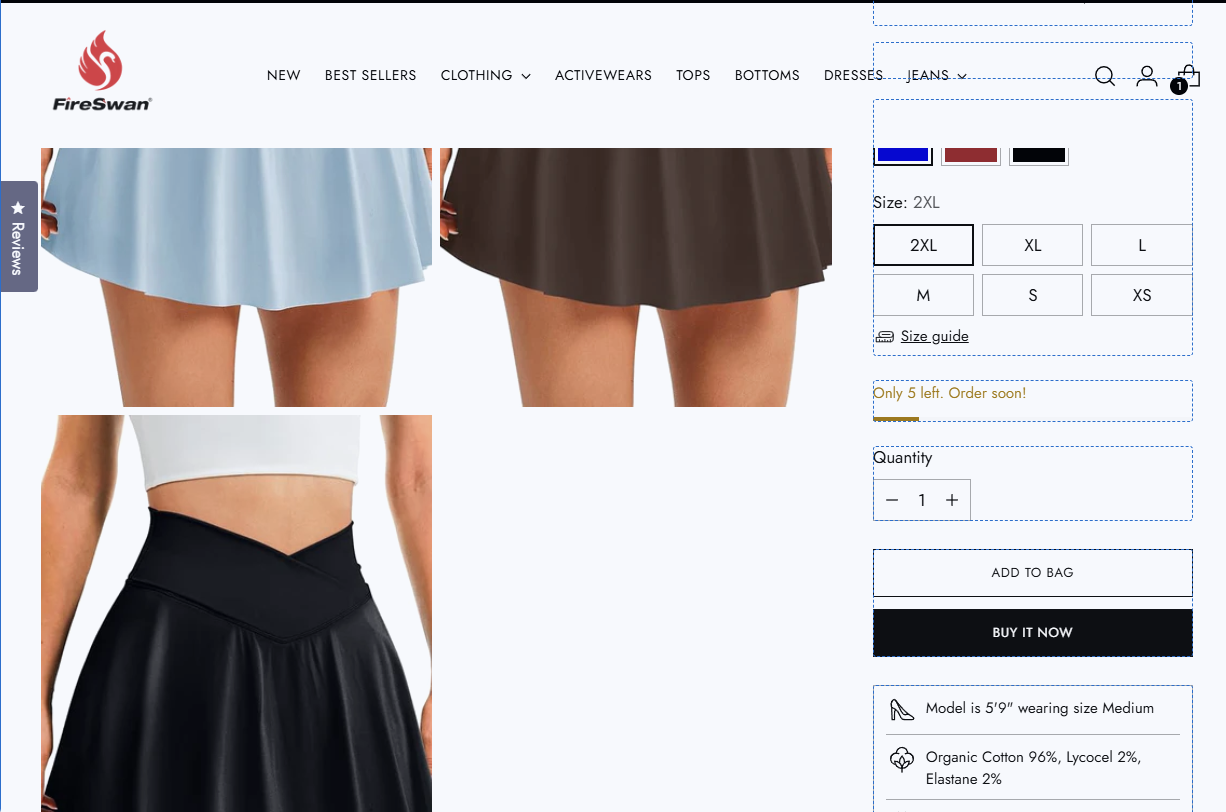 FireSwan
NEW BEST SELLERS CLOTHING ACTIVEWEARS TOPS BOTTOMS DRESSES JEANS
1
Reviews
Size: 2XL
2XL XL L
M S XS
Size guide
Only 5 left. Order soon!
Quantity
1
ADD TO BAG
BUY IT NOW
Model is 5'9" wearing size Medium
Organic Cotton 96%, Lycocel 2%,
Elastane 2%